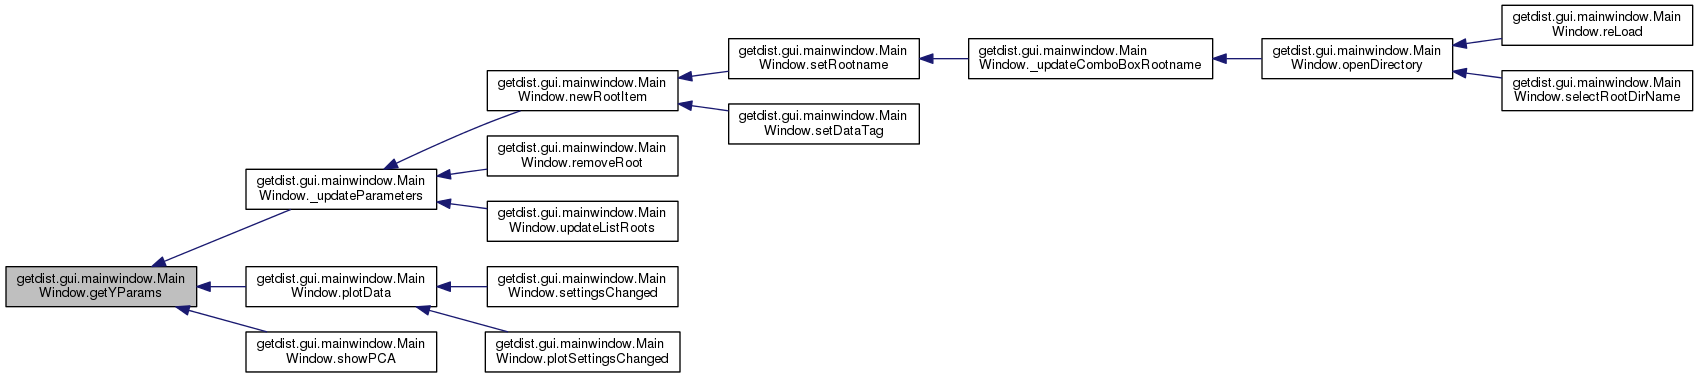 getdist.gui.mainwindow.Main
Window.reLoad
getdist.gui.mainwindow.Main
Window.setRootname
getdist.gui.mainwindow.Main
Window._updateComboBoxRootname
getdist.gui.mainwindow.Main
Window.openDirectory
getdist.gui.mainwindow.Main
Window.newRootItem
getdist.gui.mainwindow.Main
Window.selectRootDirName
getdist.gui.mainwindow.Main
Window.setDataTag
getdist.gui.mainwindow.Main
Window.removeRoot
getdist.gui.mainwindow.Main
Window._updateParameters
getdist.gui.mainwindow.Main
Window.updateListRoots
getdist.gui.mainwindow.Main
Window.getYParams
getdist.gui.mainwindow.Main
Window.plotData
getdist.gui.mainwindow.Main
Window.settingsChanged
getdist.gui.mainwindow.Main
Window.showPCA
getdist.gui.mainwindow.Main
Window.plotSettingsChanged